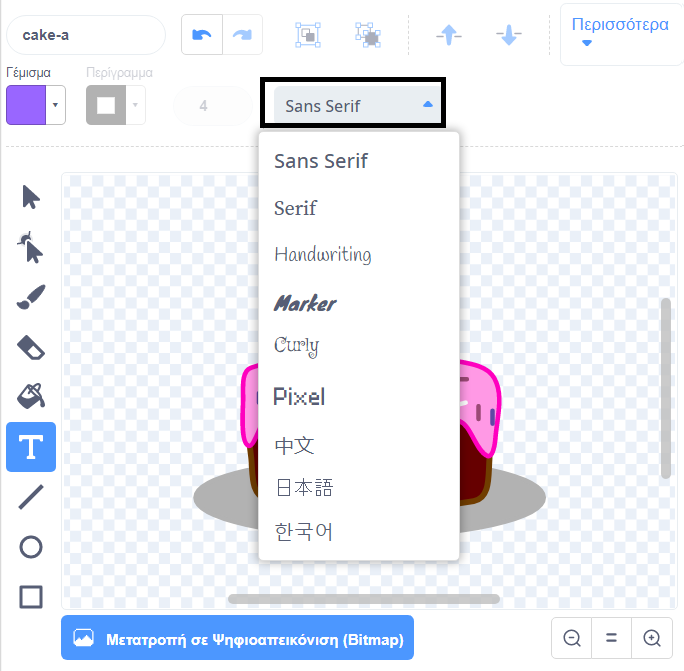 cake-a
Περισσότερα
Γέμισμα
Περίγραμμα
4
Sans Serif
Sans Serif
Serif
Handwriting
Marker
Curly
Pixel
中文
日本語
한국어
T
Μετατροπή σε Ψηφιοαπεικόνιση (Bitmap)